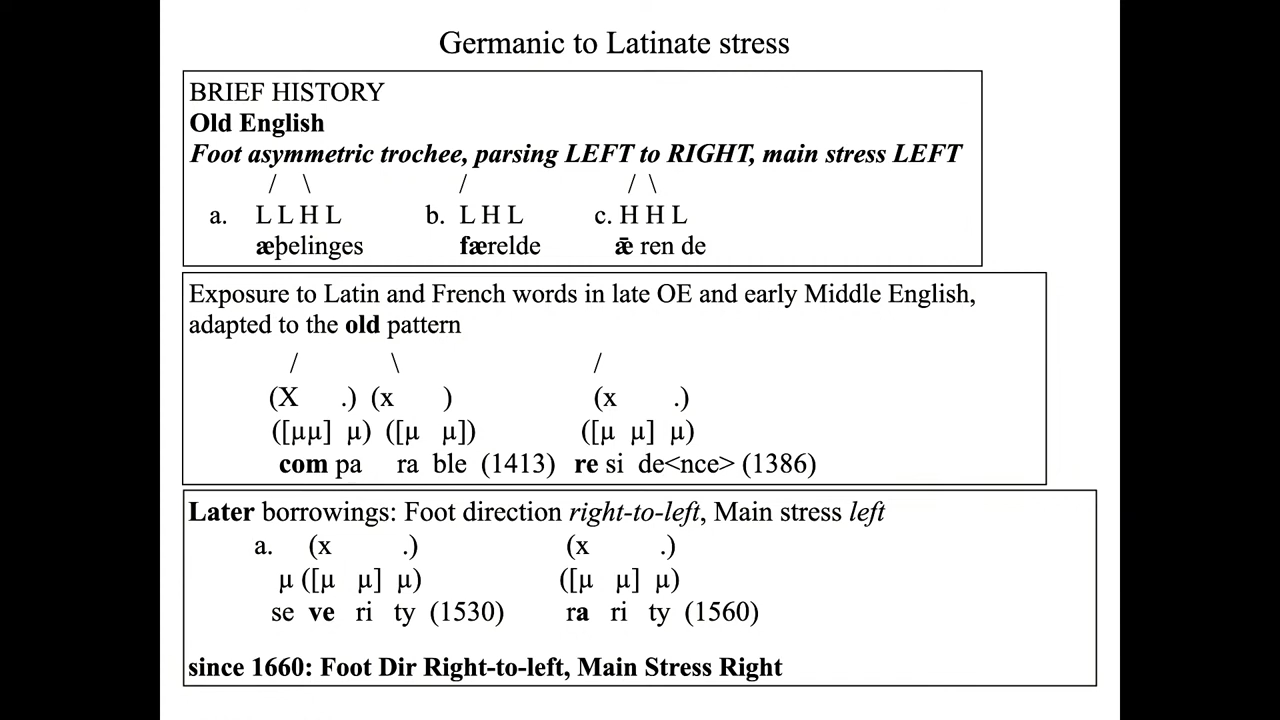 Germanic to Latinate stress
BRIEF HISTORY
Old English
Foot asymmetric trochee, parsing LEFT to RIGHT, main stress LEFT
/ \ / / \
a. L L H L b. L H L c. H H L
æþelinges færelde ǣ ren de
Exposure to Latin and French words in late OE and early Middle English,
adapted to the old pattern
/ \ /
(X .) (x ) (x .)
([μμ] μ) ([μ μ]) ([μ μ] μ)
com pa ra ble (1413) re si de<nce> (1386)
Later borrowings: Foot direction right-to-left, Main stress left
a. (x .) (x .)
μ ([μ μ] μ) ([μ μ] μ)
se ve ri ty (1530) ra ri ty (1560)
since 1660: Foot Dir Right-to-left, Main Stress Right